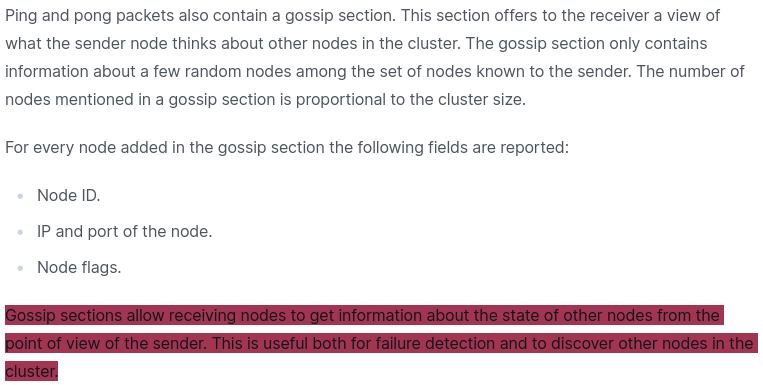 Ping and pong packets also contain a gossip section. This section offers to the receiver a view of
what the sender node thinks about other nodes in the cluster. The gossip section only contains
information about a few random nodes among the set of nodes known to the sender. The number of
nodes mentioned in a gossip section is proportional to the cluster size.
For every node added in the gossip section the following fields are reported:
Node ID.
IP and port of the node.
Node flags.
Gossip sections allow receiving nodes to get information about the state of other nodes from the
point of view of the sender. This is useful both for failure detection and to discover other nodes in the
cluster.